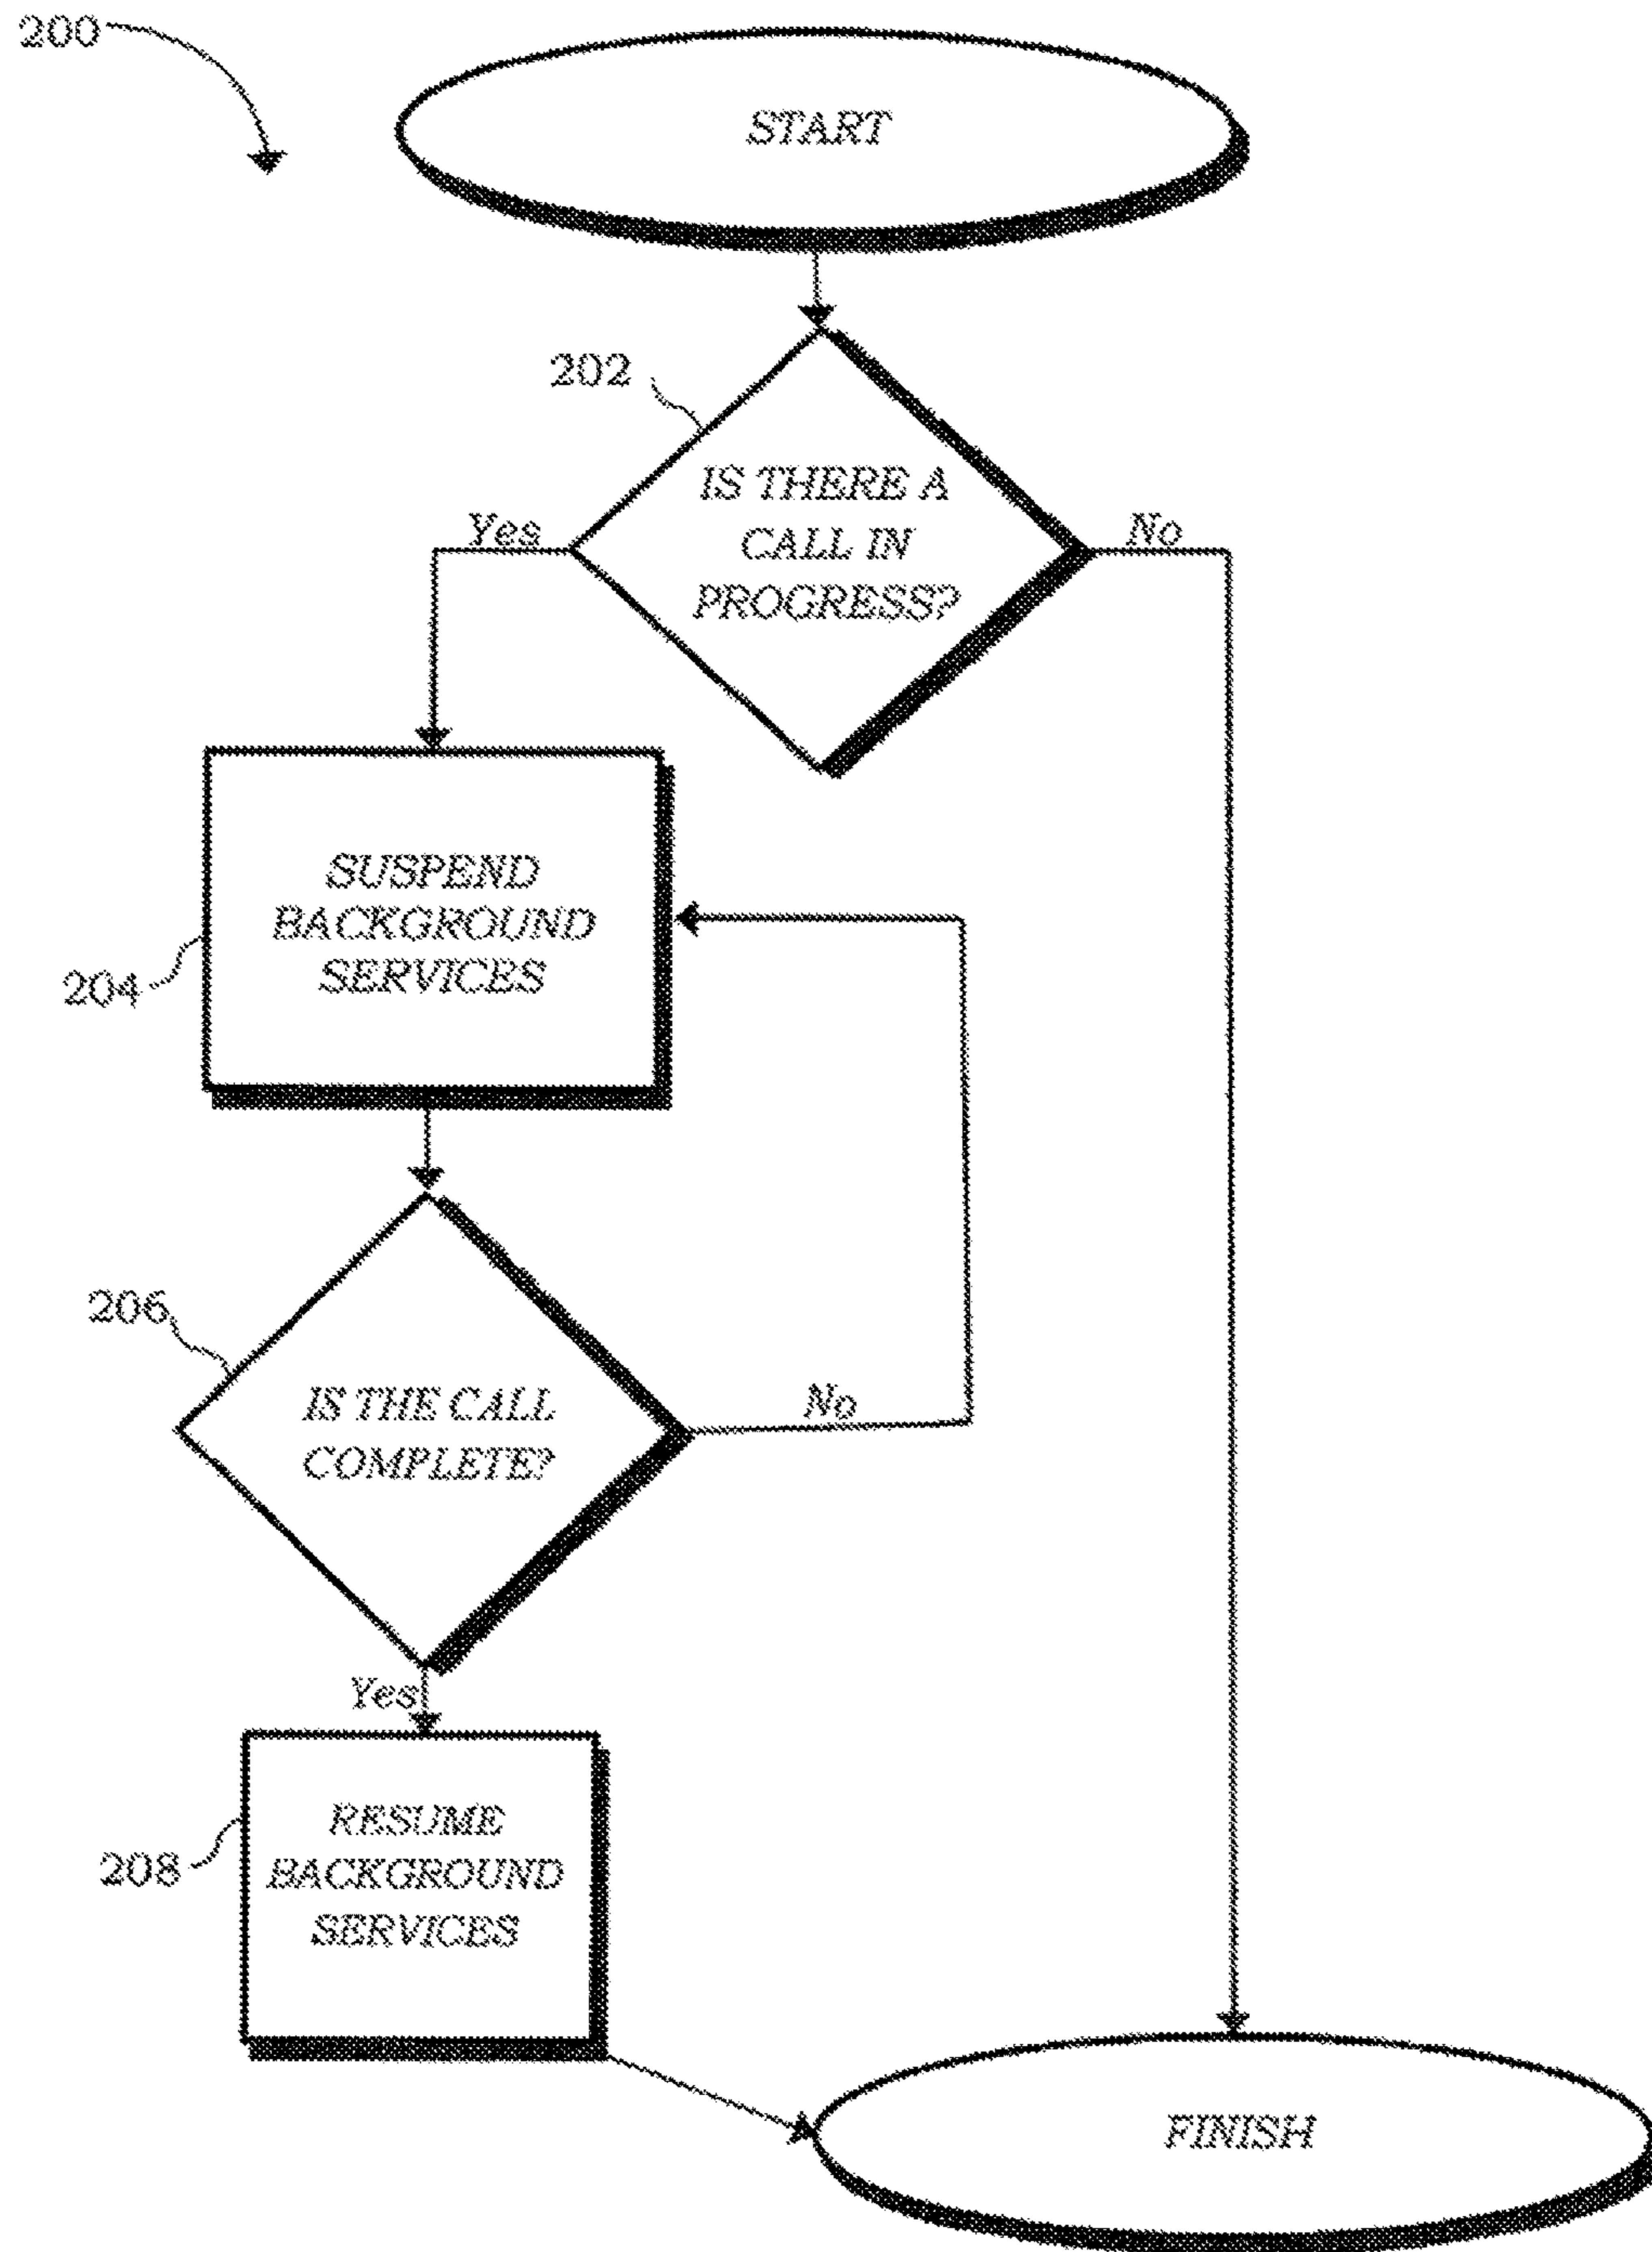 200
START
202
IS THERE A
CALL IN
PROGRESS?
Yes
No
SUSPEND
BACKGROUND
SERVICES
204
206
IS THE CALL
COMPLETE?
No
Yes
RESUME
BACKGROUND
SERVICES
208
FINISH